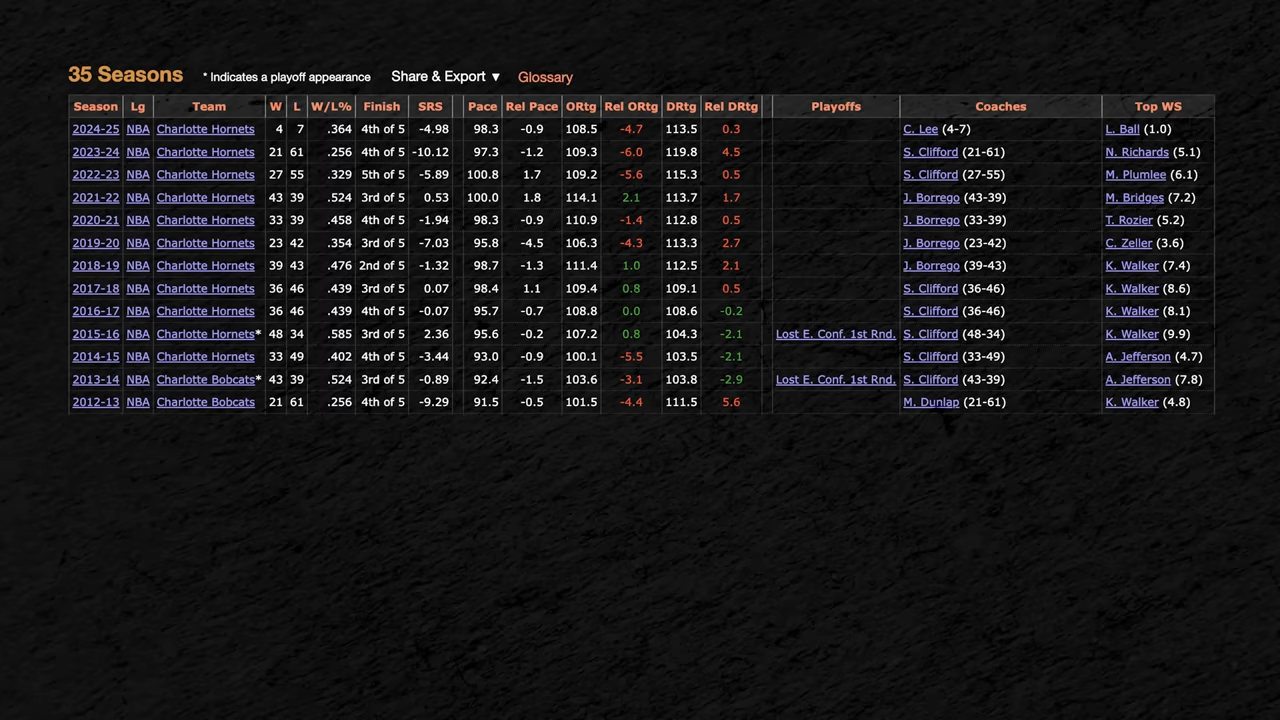 35 Seasons * Indicates a playoff appearance Share & Export ▼ Glossary
Season Lg Team W L W/L% Finish SRS Pace Rel Pace ORtg Rel ORtg DRtg Rel DRtg Playoffs Coaches Top WS
2024-25 NBA Charlotte Hornets 4 7 .364 4th of 5 -4.98 98.3 -0.9 108.5 -4.7 113.5 0.3 C. Lee (4-7) L. Ball (1.0)
2023-24 NBA Charlotte Hornets 21 61 .256 4th of 5 -10.12 97.3 -1.2 109.3 -6.0 119.8 4.5 S. Clifford (21-61) N. Richards (5.1)
2022-23 NBA Charlotte Hornets 27 55 .329 5th of 5 -5.89 100.8 1.7 109.2 -5.6 115.3 0.5 S. Clifford (27-55) M. Plumlee (6.1)
2021-22 NBA Charlotte Hornets 43 39 .524 3rd of 5 0.53 100.0 1.8 114.1 2.1 113.7 1.7 J. Borrego (43-39) M. Bridges (7.2)
2020-21 NBA Charlotte Hornets 33 39 .458 4th of 5 -1.94 98.3 -0.9 110.9 -1.4 112.8 0.5 J. Borrego (33-39) T. Rozier (5.2)
2019-20 NBA Charlotte Hornets 23 42 .354 3rd of 5 -7.03 95.8 -4.5 106.3 -4.3 113.3 2.7 J. Borrego (23-42) C. Zeller (3.6)
2018-19 NBA Charlotte Hornets 39 43 .476 2nd of 5 -1.32 98.7 -1.3 111.4 1.0 112.5 2.1 J. Borrego (39-43) K. Walker (7.4)
2017-18 NBA Charlotte Hornets 36 46 .439 3rd of 5 0.07 98.4 1.1 109.4 0.8 109.1 0.5 S. Clifford (36-46) K. Walker (8.6)
2016-17 NBA Charlotte Hornets 36 46 .439 4th of 5 -0.07 95.7 -0.7 108.8 0.0 108.6 -0.2 S. Clifford (36-46) K. Walker (8.1)
2015-16 NBA Charlotte Hornets* 48 34 .585 3rd of 5 2.36 95.6 -0.2 107.2 0.8 104.3 -2.1 Lost E. Conf. 1st Rnd. S. Clifford (48-34) K. Walker (9.9)
2014-15 NBA Charlotte Hornets 33 49 .402 4th of 5 -3.44 93.0 -0.9 100.1 -5.5 103.5 -2.1 S. Clifford (33-49) A. Jefferson (4.7)
2013-14 NBA Charlotte Bobcats* 43 39 .524 3rd of 5 -0.89 92.4 -1.5 103.6 -3.1 103.8 -2.9 Lost E. Conf. 1st Rnd. S. Clifford (43-39) A. Jefferson (7.8)
2012-13 NBA Charlotte Bobcats 21 61 .256 4th of 5 -9.29 91.5 -0.5 101.5 -4.4 111.5 5.6 M. Dunlap (21-61) K. Walker (4.8)